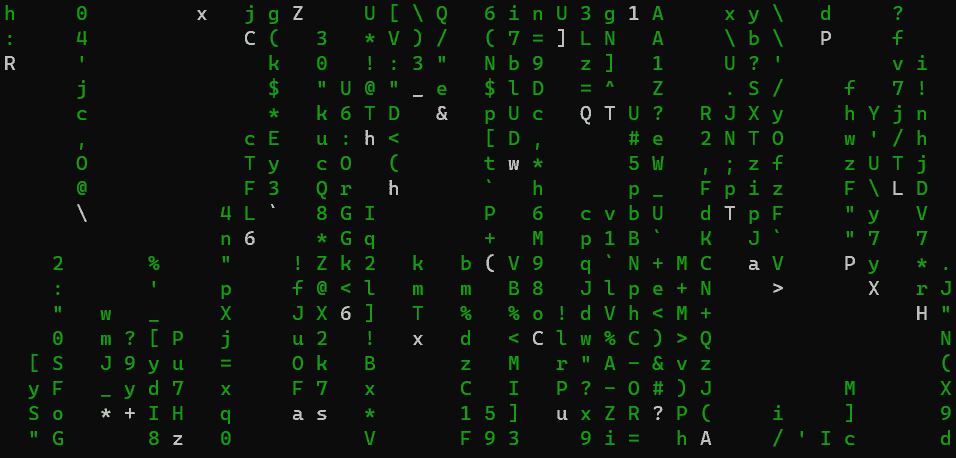 h 0 x j g Z U [ \ Q 6 i n U 3 g 1 A x y \ d ?
: 4 C ( 3 * V ) / ( 7 = ] L N A \ b \ P f
R ' k 0 ! : 3 " N b 9 z ] 1 U ? ' v i
j $ " U @ " _ e $ l D = ^ Z . S / f 7 !
c * k 6 T D & p U c Q T U ? R J X y h Y j n
, c E u : h < [ D , # e 2 N T O w ' / h
O T y c O ( t w * 5 W , ; z f z U T j
@ F 3 Q r h ` h p _ F p i z F \ L D
\ 4 L ` 8 G I P 6 c v b U d T p F " y V
n 6 * G q + M p 1 B ` K J ` " 7 7
2 % " ! Z k 2 k b ( V 9 q ` N + M C a V P y * .
: ' p f @ < l m m B 8 J l p e + N > X r J
" w _ X J X 6 ] T % % o ! d V h < M + H "
0 m ? [ P j u 2 ! x d < C l w % C ) > Q N
[ S J 9 y u = O k B z M r " A - & v z (
y F _ y d 7 x F 7 x C I P ? - O # ) J M X
S o * + I H q a s * 1 5 ] u x Z R ? P ( i ] 9
" G 8 z 0 V F 9 3 9 i = h A / ' I c d